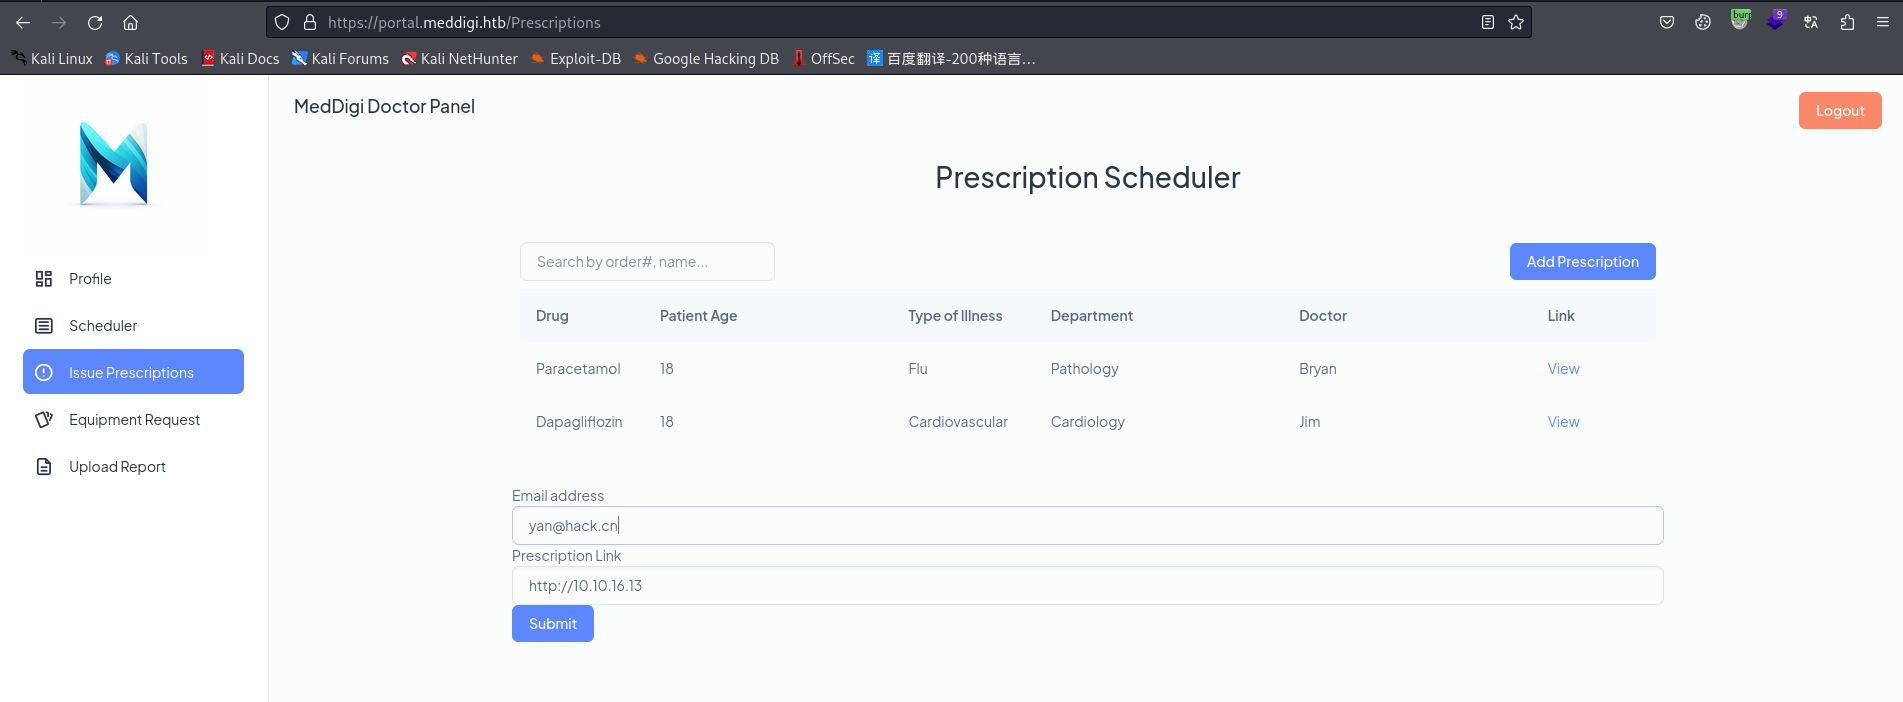 https://portal.meddigi.htb/Prescriptions
burp
9
Kali Linux Kali Tools Kali Docs Kali Forums Kali NetHunter Exploit-DB Google Hacking DB OffSec 译 百度翻译-200种语言...
MedDigi Doctor Panel
Logout
Prescription Scheduler
Profile
Scheduler
Issue Prescriptions
Equipment Request
Upload Report
Search by order#, name...
Add Prescription
Drug Patient Age Type of Illness Department Doctor Link
Paracetamol 18 Flu Pathology Bryan View
Dapagliflozin 18 Cardiovascular Cardiology Jim View
Email address
yan@hack.cn
Prescription Link
http://10.10.16.13
Submit